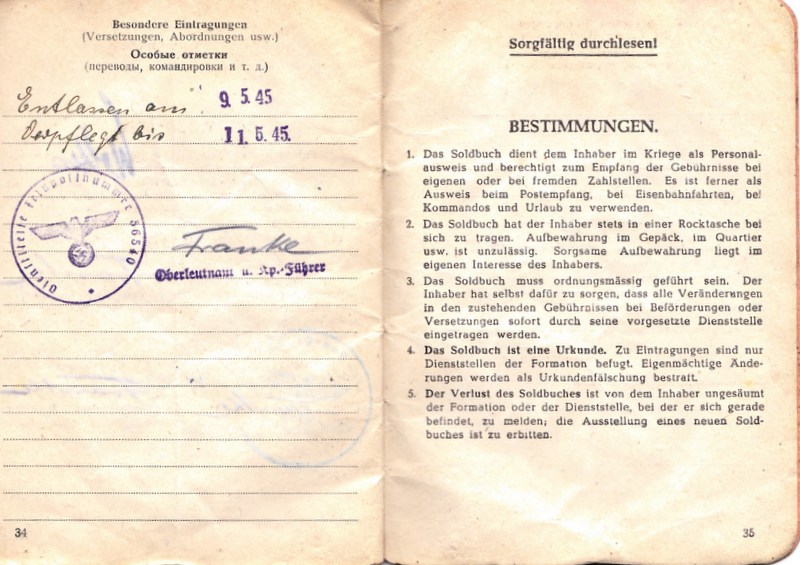 Besondere Eintragungen
(Versetzungen, Abordnungen usw.)
Особые отметки
(переводы, командировки и т. д.)
Entlassen am 9. 5. 45
Verpflegt bis 11. 5. 45.
Dienststelle Feldpostnummer 56540
Franke
Oberleutnant u. Kp.-Führer
34
Sorgfältig durchlesen!
BESTIMMUNGEN.
1. Das Soldbuch dient dem Inhaber im Kriege als Personal-
ausweis und berechtigt zum Empfang der Gebührnisse bei
eigenen oder bei fremden Zahlstellen. Es ist ferner als
Ausweis beim Postempfang, bei Eisenbahnfahrten, bei
Kommandos und Urlaub zu verwenden.
2. Das Soldbuch hat der Inhaber stets in einer Rocktasche bei
sich zu tragen. Aufbewahrung im Gepäck, im Quartier
usw. ist unzulässig. Sorgsame Aufbewahrung liegt im
eigenen Interesse des Inhabers.
3. Das Soldbuch muss ordnungsmässig geführt sein. Der
Inhaber hat selbst dafür zu sorgen, dass alle Veränderungen
in den zustehenden Gebührnissen bei Beförderungen oder
Versetzungen sofort durch seine vorgesetzte Dienststelle
eingetragen werden.
4. Das Soldbuch ist eine Urkunde. Zu Eintragungen sind nur
Dienststellen der Formation befugt. Eigenmächtige Ände-
rungen werden als Urkundenfälschung bestraft.
5. Der Verlust des Soldbuches ist von dem Inhaber ungesäumt
der Formation oder der Dienststelle, bei der er sich gerade
befindet, zu melden; die Ausstellung eines neuen Sold-
buches ist zu erbitten.
35